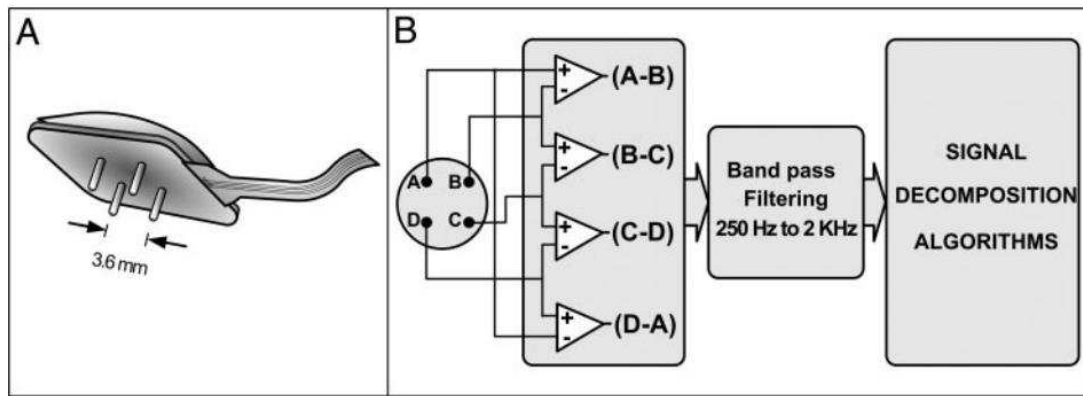 A
3.6 mm
B
A
B
D
C
+
-
(A-B)
+
-
(B-C)
+
-
(C-D)
+
-
(D-A)
Band pass
Filtering
250 Hz to 2 KHz
SIGNAL
DECOMPOSITION
ALGORITHMS